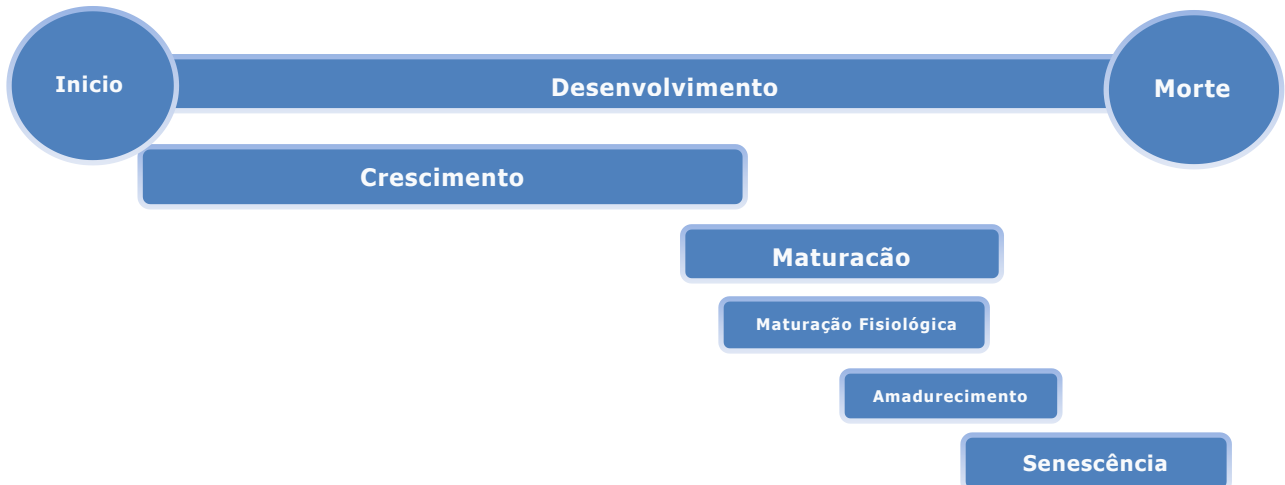 Inicio
Desenvolvimento
Morte
Crescimento
Maturacão
Maturação Fisiológica
Amadurecimento
Senescência